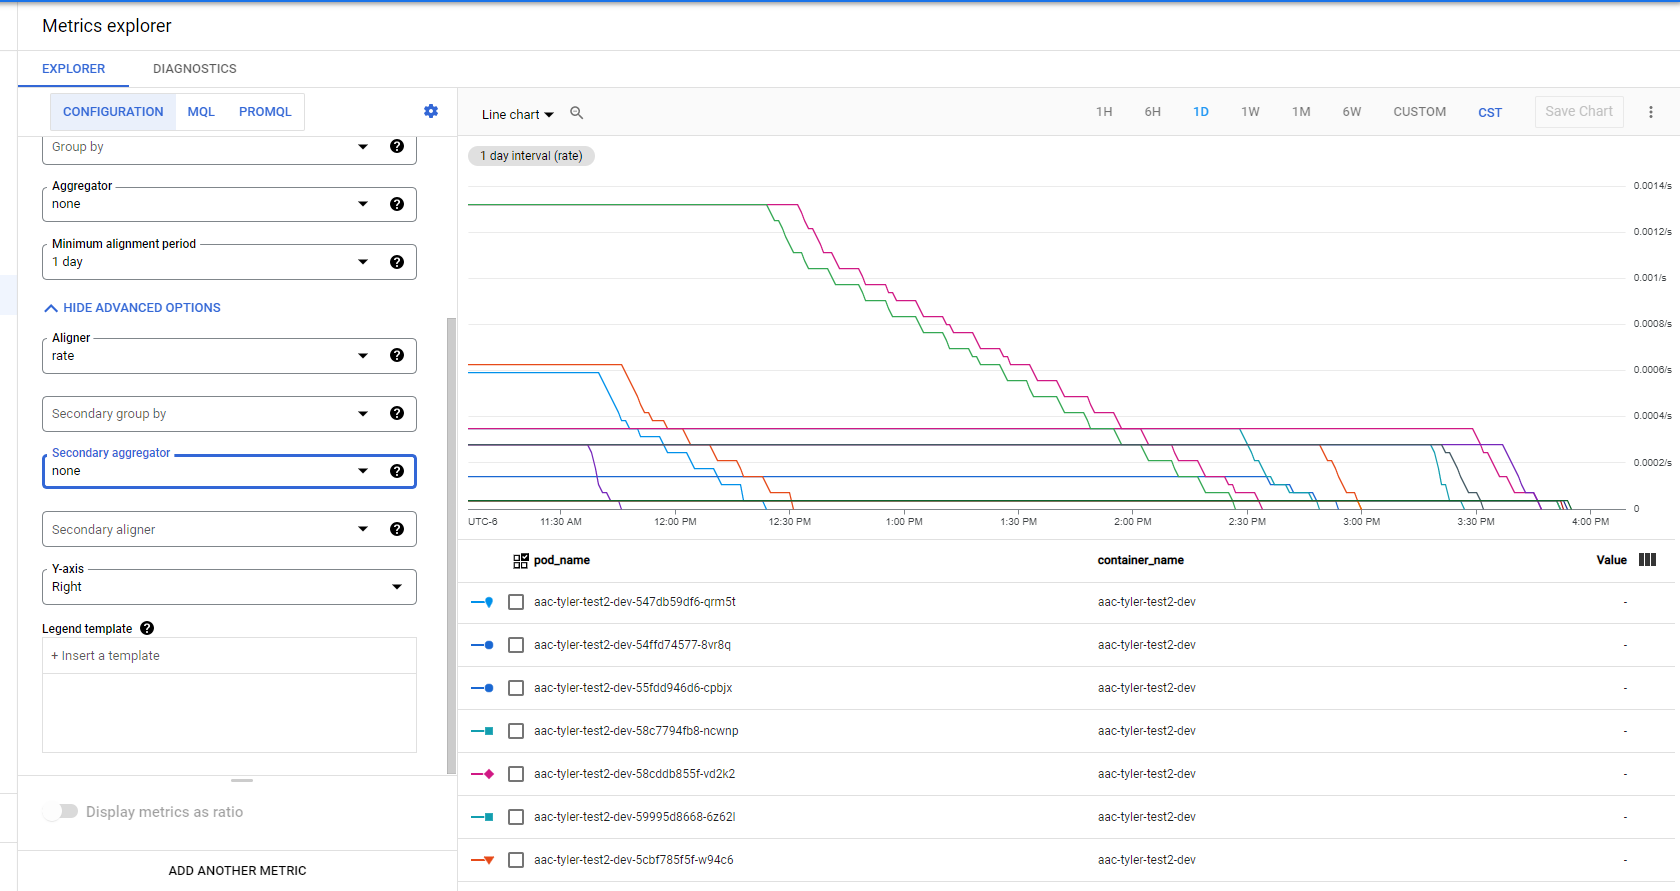 Metrics explorer
EXPLORER
DIAGNOSTICS
CONFIGURATION
MQL
PROMQL
Group by
Aggregator
none
Minimum alignment period
1 day
HIDE ADVANCED OPTIONS
Aligner
rate
Secondary group by
Secondary aggregator
none
Secondary aligner
Y-axis
Right
Legend template
+ Insert a template
Display metrics as ratio
ADD ANOTHER METRIC
Line chart
1H
6H
1D
1W
1M
6W
CUSTOM
CST
Save Chart
1 day interval (rate)
0.0014/s
0.0012/s
0.001/s
0.0008/s
0.0006/s
0.0004/s
0.0002/s
0
UTC-6
11:30 AM
12:00 PM
12:30 PM
1:00 PM
1:30 PM
2:00 PM
2:30 PM
3:00 PM
3:30 PM
4:00 PM
pod_name container_name Value
aac-tyler-test2-dev-547db59df6-qrm5t aac-tyler-test2-dev -
aac-tyler-test2-dev-54ffd74577-8vr8q aac-tyler-test2-dev -
aac-tyler-test2-dev-55fdd946d6-cpbjx aac-tyler-test2-dev -
aac-tyler-test2-dev-58c7794fb8-ncwnp aac-tyler-test2-dev -
aac-tyler-test2-dev-58cddb855f-vd2k2 aac-tyler-test2-dev -
aac-tyler-test2-dev-59995d8668-6z62l aac-tyler-test2-dev -
aac-tyler-test2-dev-5cbf785f5f-w94c6 aac-tyler-test2-dev -